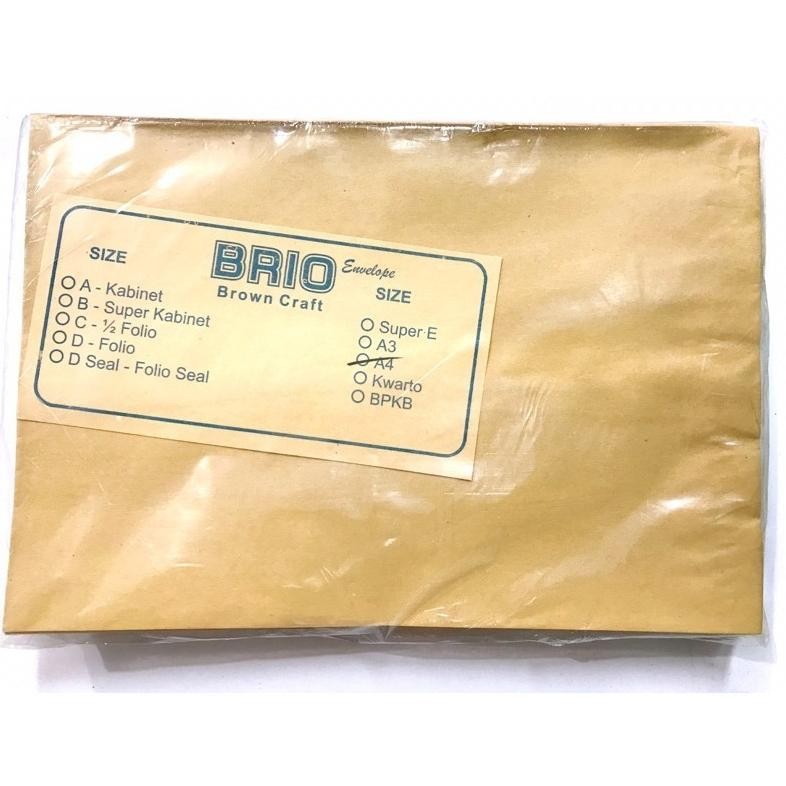 BRIO Envelope
Brown Craft
SIZE
A - Kabinet
B - Super Kabinet
C - ½ Folio
D - Folio
D Seal - Folio Seal
SIZE
Super E
A3
A4
Kwarto
BPKB